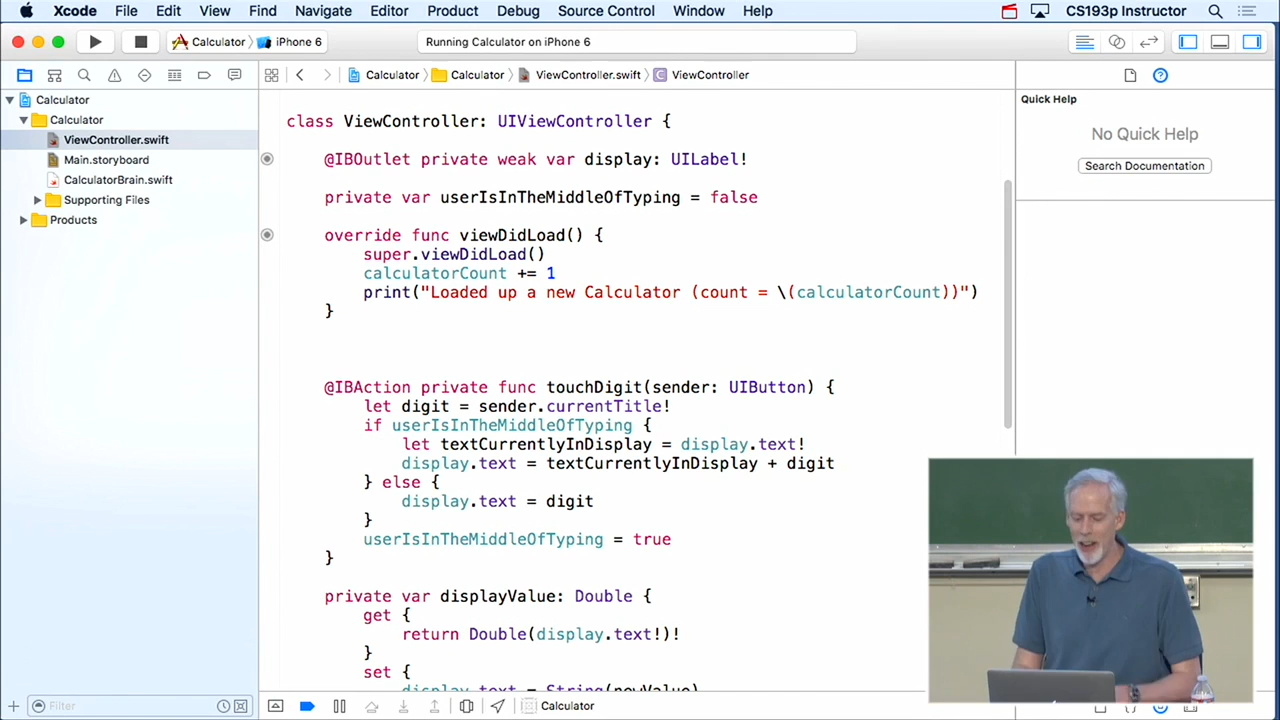 Xcode File Edit View Find Navigate Editor Product Debug Source Control Window Help CS193p Instructor
Calculator iPhone 6 Running Calculator on iPhone 6
Calculator Calculator ViewController.swift ViewController
Calculator
Calculator
ViewController.swift
Main.storyboard
CalculatorBrain.swift
Supporting Files
Products
class ViewController: UIViewController {
@IBOutlet private weak var display: UILabel!
private var userIsInTheMiddleOfTyping = false
override func viewDidLoad() {
super.viewDidLoad()
calculatorCount += 1
print("Loaded up a new Calculator (count = \(calculatorCount))")
}
@IBAction private func touchDigit(sender: UIButton) {
let digit = sender.currentTitle!
if userIsInTheMiddleOfTyping {
let textCurrentlyInDisplay = display.text!
display.text = textCurrentlyInDisplay + digit
} else {
display.text = digit
}
userIsInTheMiddleOfTyping = true
}
private var displayValue: Double {
get {
return Double(display.text!)!
}
set {
display.text = String(newValue)
Quick Help
No Quick Help
Search Documentation
Filter
Calculator